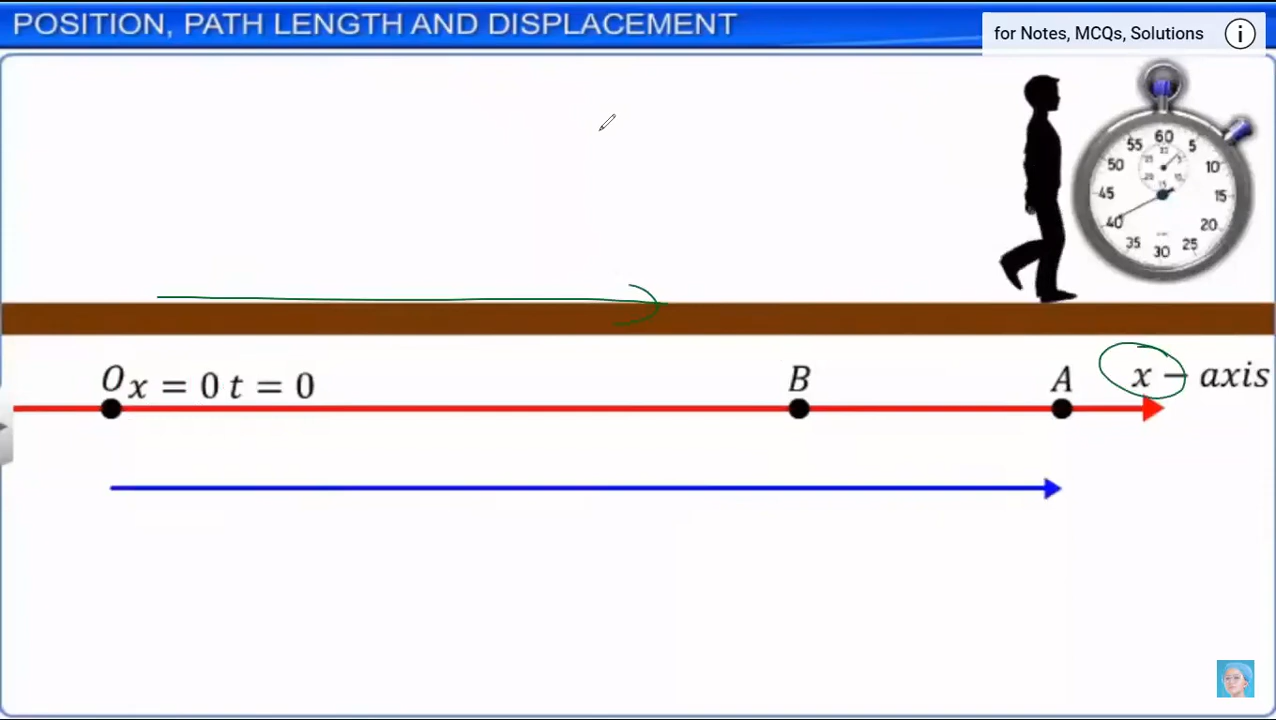 POSITION, PATH LENGTH AND DISPLACEMENT
for Notes, MCQs, Solutions i
60
55 5
50 10
45 15
40 20
35 25
30
O x = 0 t = 0 B A x − axis